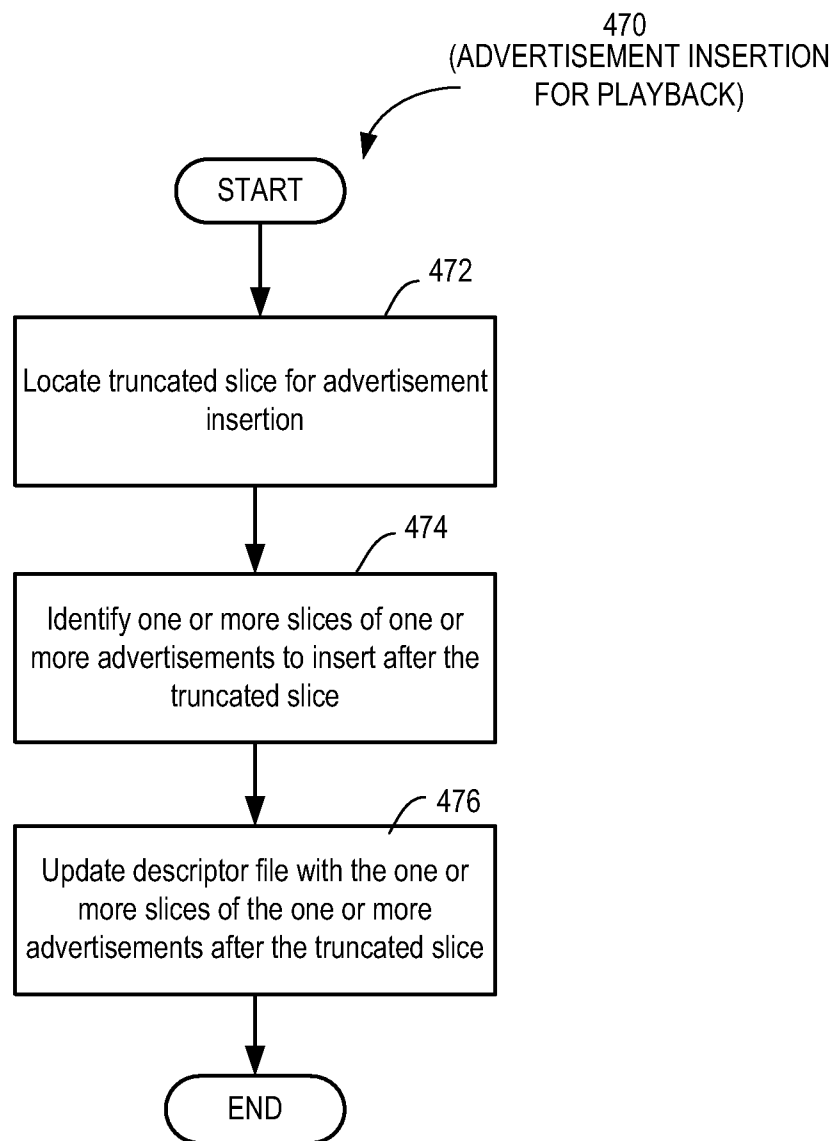 470
(ADVERTISEMENT INSERTION
FOR PLAYBACK)
START
472
Locate truncated slice for advertisement
insertion
474
Identify one or more slices of one or
more advertisements to insert after the
truncated slice
476
Update descriptor file with the one or
more slices of the one or more
advertisements after the truncated slice
END